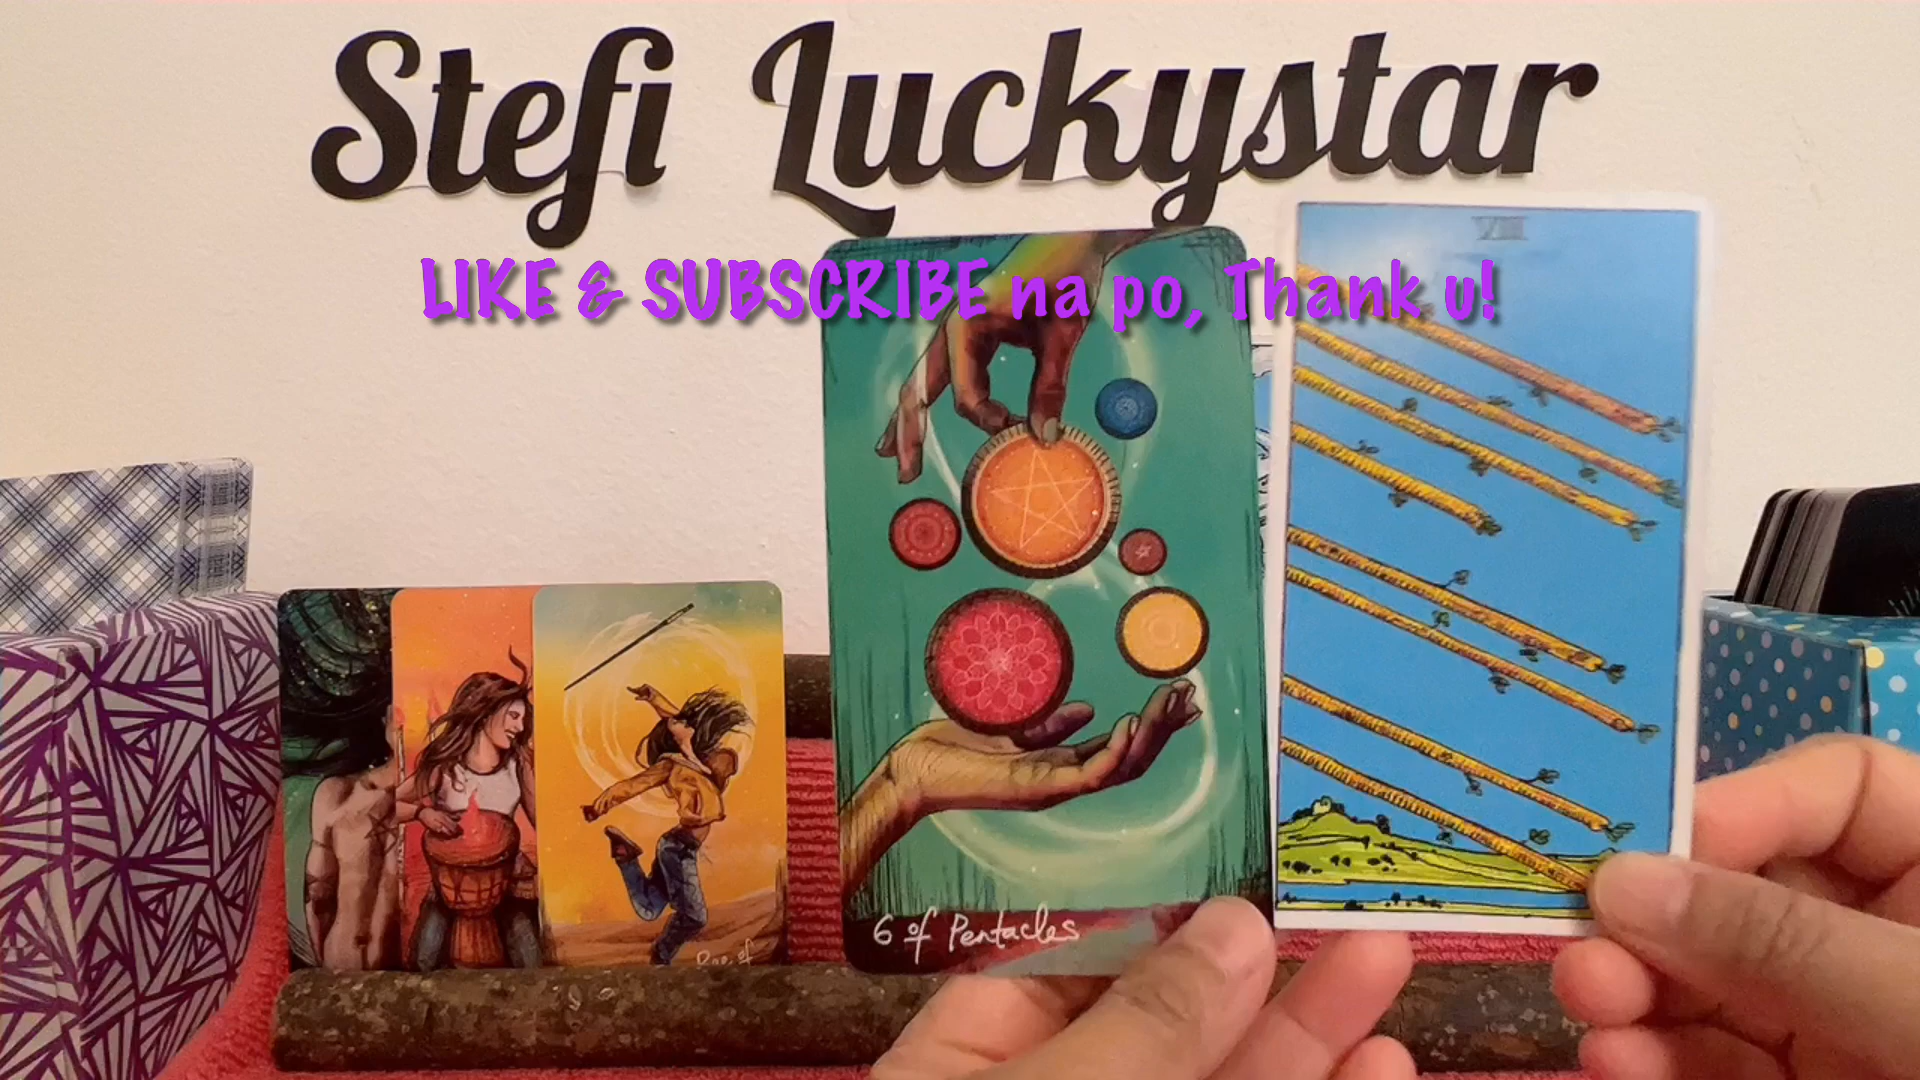 Stefi Luckystar
LIKE & SUBSCRIBE na po, Thank u!
VIII
6 of Pentacles